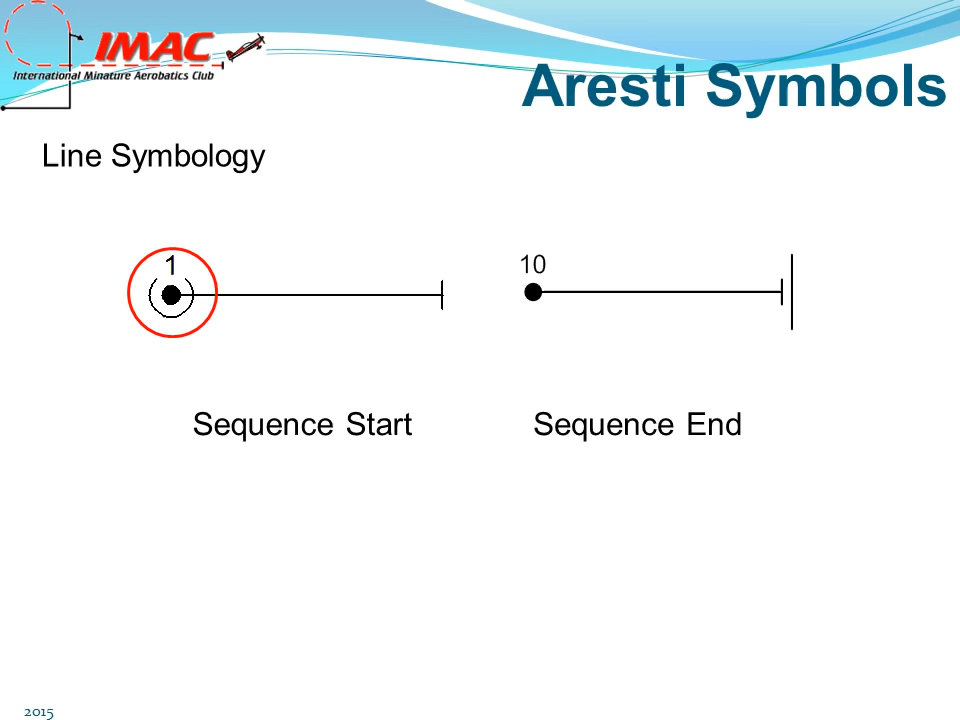 IMAC
International Minature Aerobatics Club
Aresti Symbols
Line Symbology
1
10
Sequence Start
Sequence End
2015